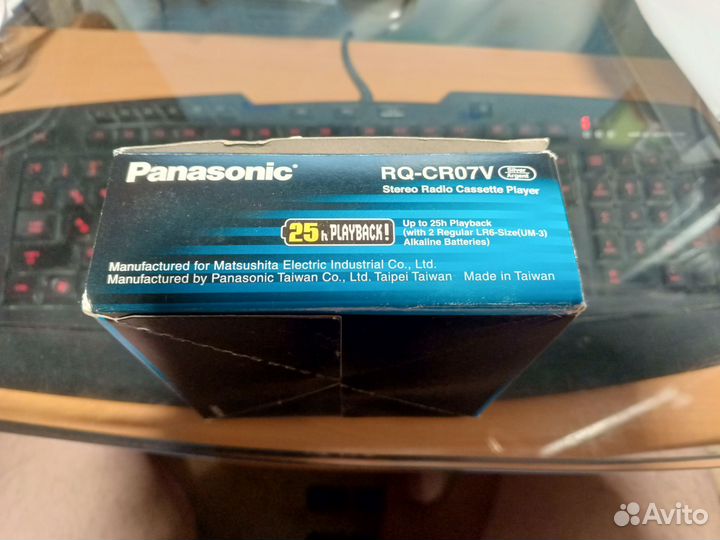 Panasonic
RQ-CR07V Silver Argent
Stereo Radio Cassette Player
25h PLAYBACK!
Up to 25h Playback
(with 2 Regular LR6-Size(UM-3)
Alkaline Batteries)
Manufactured for Matsushita Electric Industrial Co., Ltd.
Manufactured by Panasonic Taiwan Co., Ltd. Taipei Taiwan Made in Taiwan
Avito